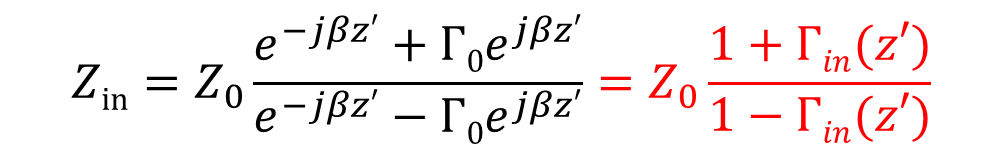 Z_in = Z_0 (e^{-jβz′} + Γ_0 e^{jβz′}) / (e^{-jβz′} − Γ_0 e^{jβz′}) = Z_0 (1 + Γ_in(z′)) / (1 − Γ_in(z′))